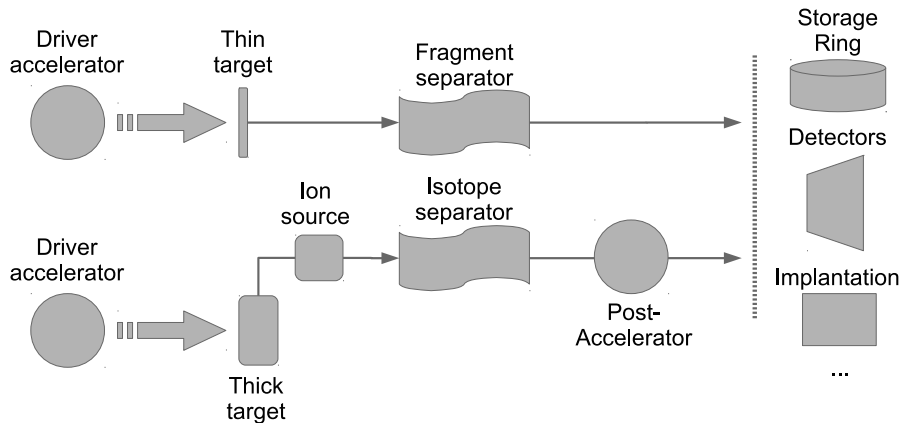 Driver
accelerator
Thin
target
Fragment
separator
Storage
Ring
Detectors
Driver
accelerator
Ion
source
Isotope
separator
Thick
target
Post-
Accelerator
Implantation
...